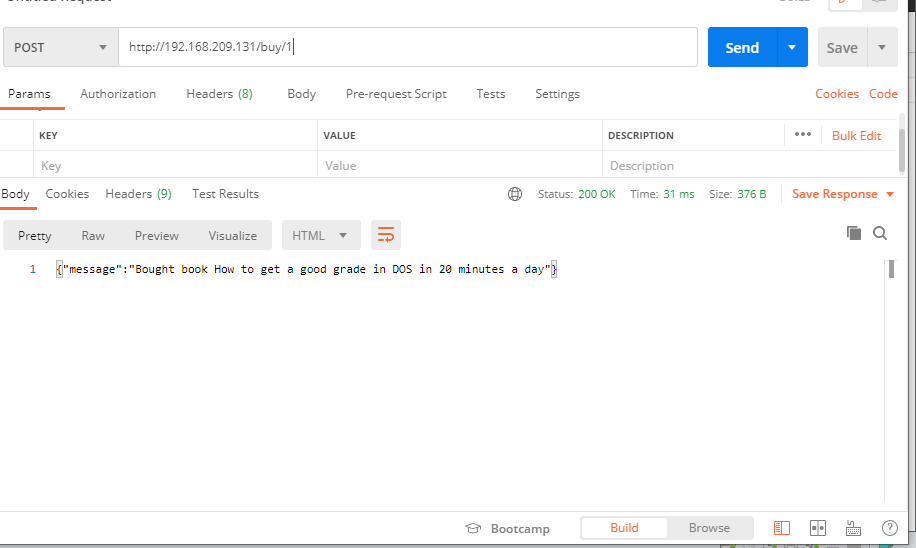 Untitled Request
BUILD
POST http://192.168.209.131/buy/1 Send Save
Params Authorization Headers (8) Body Pre-request Script Tests Settings Cookies Code
KEY VALUE DESCRIPTION ••• Bulk Edit
Key Value Description
Body Cookies Headers (9) Test Results Status: 200 OK Time: 31 ms Size: 376 B Save Response
Pretty Raw Preview Visualize HTML
1 {"message":"Bought book How to get a good grade in DOS in 20 minutes a day"}
Bootcamp Build Browse ?